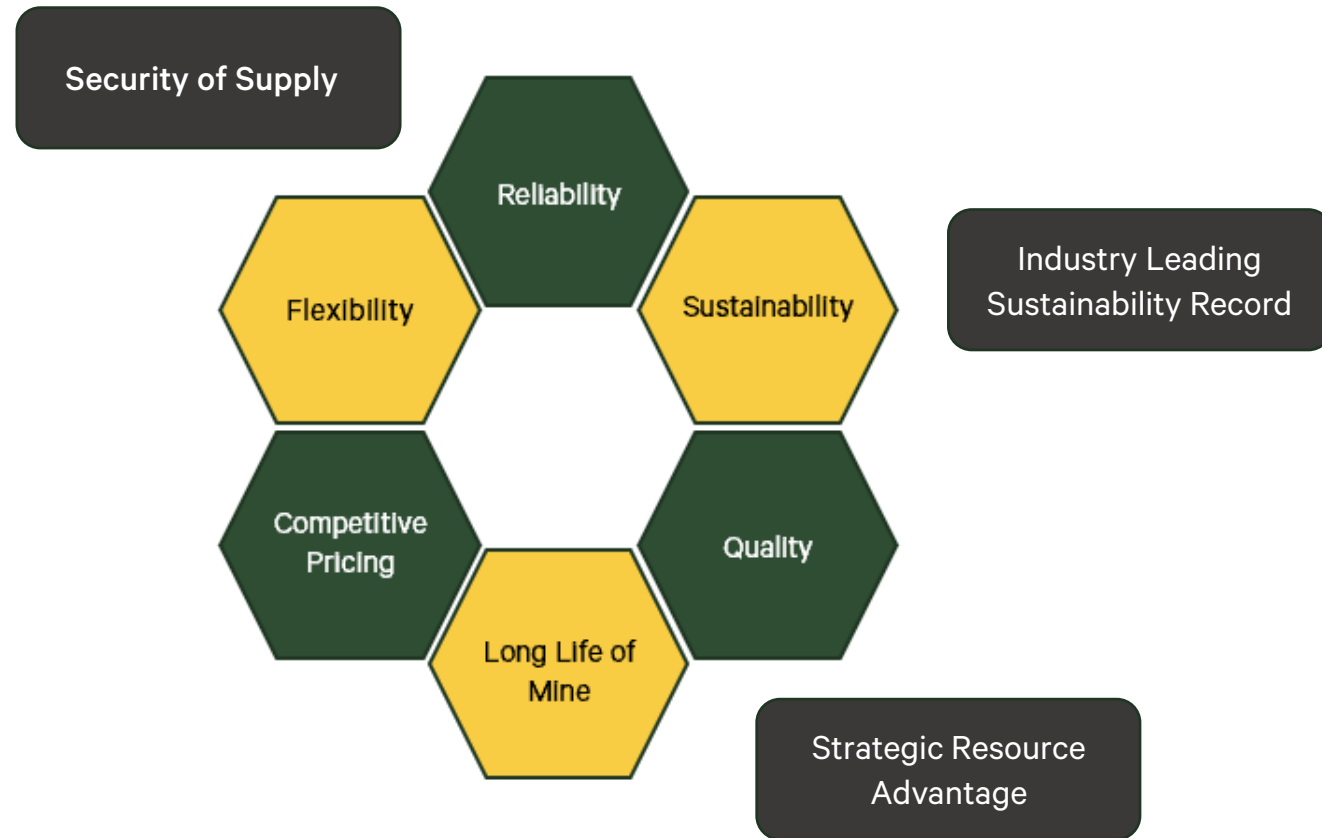 Security of Supply
Reliability
Flexibility
Sustainability
Industry Leading
Sustainability Record
Competitive
Pricing
Quality
Long Life of
Mine
Strategic Resource
Advantage